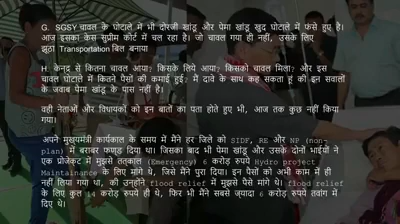 G. SGSY चावल के घोटाले में भी दोरजी खांडू और पेमा खांडू खुद घोटाले में फंसे हुए है।
आज इसका केस सुप्रीम कोर्ट में चल रहा है। जो चावल गया ही नहीं, उसके लिए
झूठा Transportation बिल बनाया
H. केन्द्र से कितना चावल आया? किसके लिये आया? किसको चावल मिला? और इस
चावल घोटाले में कितने पैसों की कमाई हुई? मैं दावे के साथ कह सकता हूं की इन सवालों
के जवाब पेमा खांडू के पास नहीं है।
वही नेताओं और विधायकों को इन बातों का पता होते हुए भी, आज तक कुछ नहीं किया
गया।
अपने मुख्यमंत्री कार्यकाल के समय में मैंने हर जिले को SIDF, RE और NP (non-
plan) में बराबर फण्ड दिया था। जिसका बाद भी पेमा खांडू और उसके दोनों भाईयों ने
एक प्रोजेक्ट में मुझसे तत्काल (Emergency) 6 करोड़ रुपये Hydro project
Maintainance के लिए मांगे थे, जिसे मैंने पुरा दिया। इन पैसों को अभी काम में ही
नहीं लिया गया था, की उन्होंने flood relief में मुझसे पैसे मांगे थे। flood relief
के लिए कुल 14 करोड़ रुपये ही थे, फिर भी मैंने सबसे ज्यादा 6 करोड़ रुपये तवांग में
दिए थे।